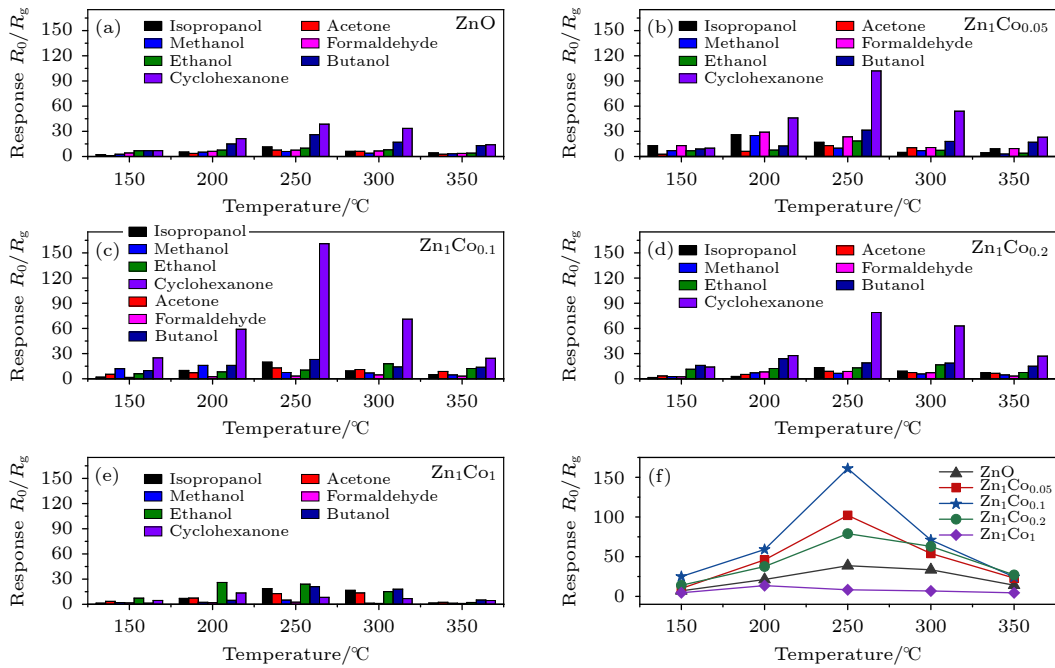 (a)
ZnO
Isopropanol
Methanol
Ethanol
Cyclohexanone
Acetone
Formaldehyde
Butanol
Response R0/Rg
150
120
90
60
30
0
150 200 250 300 350
Temperature/℃
(b)
Zn1Co0.05
Isopropanol
Methanol
Ethanol
Cyclohexanone
Acetone
Formaldehyde
Butanol
Response R0/Rg
150
120
90
60
30
0
150 200 250 300 350
Temperature/℃
(c)
Zn1Co0.1
Isopropanol
Methanol
Ethanol
Cyclohexanone
Acetone
Formaldehyde
Butanol
Response R0/Rg
150
120
90
60
30
0
150 200 250 300 350
Temperature/℃
(d)
Zn1Co0.2
Isopropanol
Methanol
Ethanol
Cyclohexanone
Acetone
Formaldehyde
Butanol
Response R0/Rg
150
120
90
60
30
0
150 200 250 300 350
Temperature/℃
(e)
Zn1Co1
Isopropanol
Methanol
Ethanol
Cyclohexanone
Acetone
Formaldehyde
Butanol
Response R0/Rg
150
120
90
60
30
0
150 200 250 300 350
Temperature/℃
(f)
ZnO
Zn1Co0.05
Zn1Co0.1
Zn1Co0.2
Zn1Co1
Response R0/Rg
150
100
50
0
150 200 250 300 350
Temperature/℃